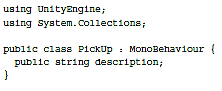 using UnityEngine;
using System.Collections;

public class PickUp : MonoBehaviour {
  public string description;
}